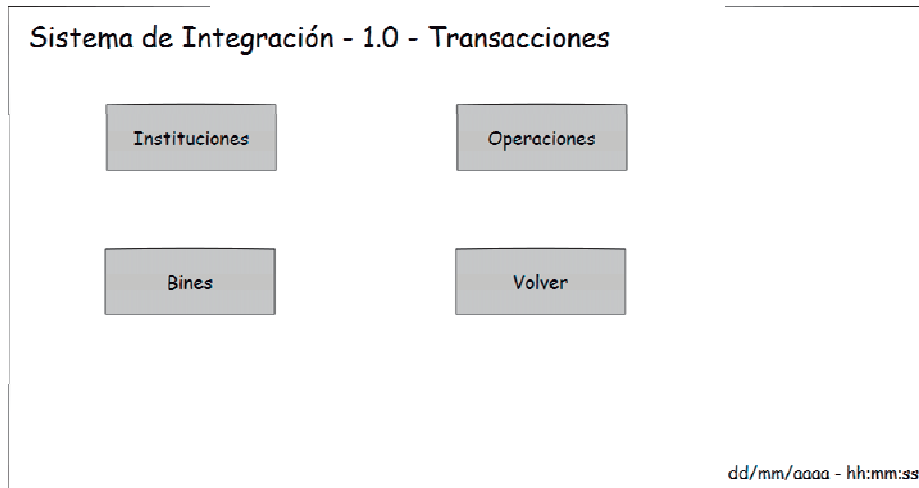 Sistema de Integración - 1.0 - Transacciones
Instituciones
Operaciones
Bines
Volver
dd/mm/aaaa - hh:mm:ss